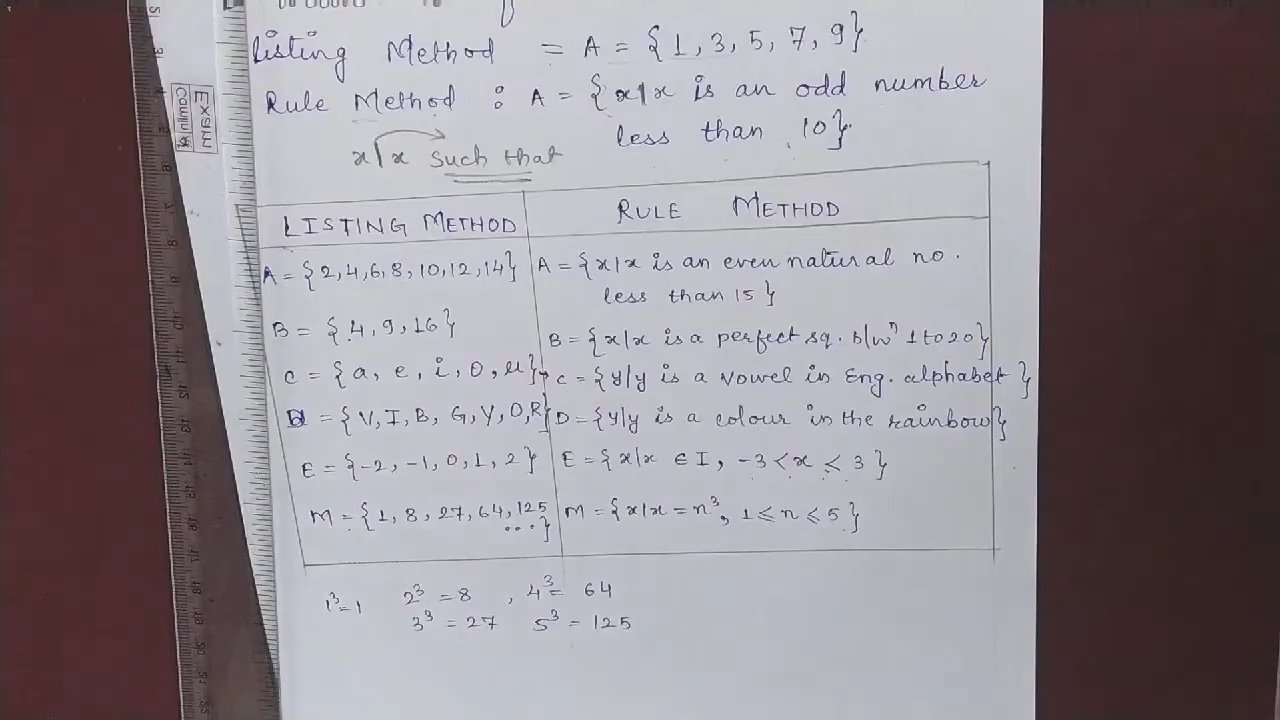 Listing Method = A = {1, 3, 5, 7, 9}
Rule Method : A = {x|x is an odd number
less than 10}.
x/x such that
LISTING METHOD RULE METHOD
A = {2,4,6,8,10,12,14} A = {x|x is an even natural no.
less than 15}
B = {4, 9, 16} B = {x|x is a perfect sq. b/wⁿ 1 to 20}
C = {a, e, i, o, u} C = {y/y is a vowel in Eng. alphabet}
D = {V, I, B, G, Y, O, R} D = {y/y is a colour in the rainbow}
E = {-2, -1, 0, 1, 2} E = {x/x ∈ I, -3 < x < 3}
M = {1, 8, 27, 64, 125 M = {x/x = n³, 1 ≤ n ≤ 5}
...}
1³=1 2³ = 8 , 4³ = 64
3³ = 27 5³ = 125